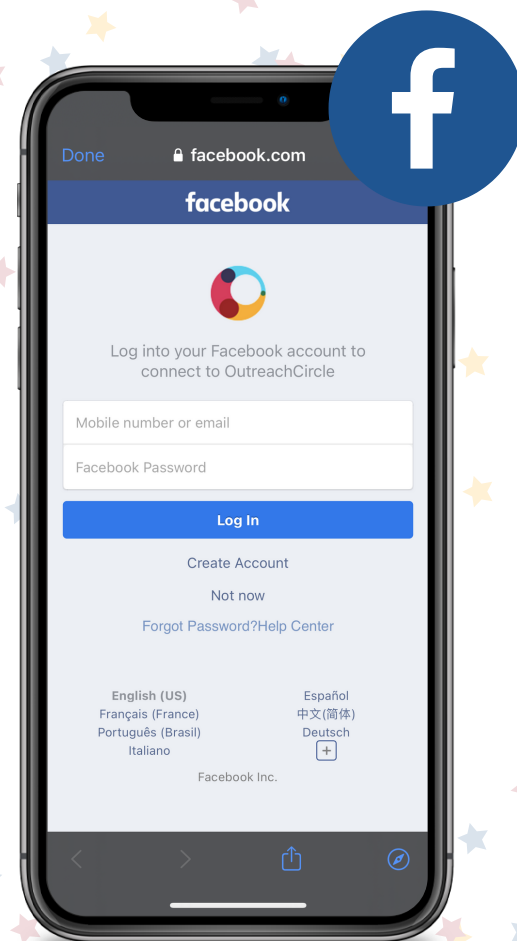 Done
facebook.com
facebook
Log into your Facebook account to
connect to OutreachCircle
Mobile number or email
Facebook Password
Log In
Create Account
Not now
Forgot Password?Help Center
English (US)
Español
Français (France)
中文(简体)
Português (Brasil)
Deutsch
Italiano
Facebook Inc.